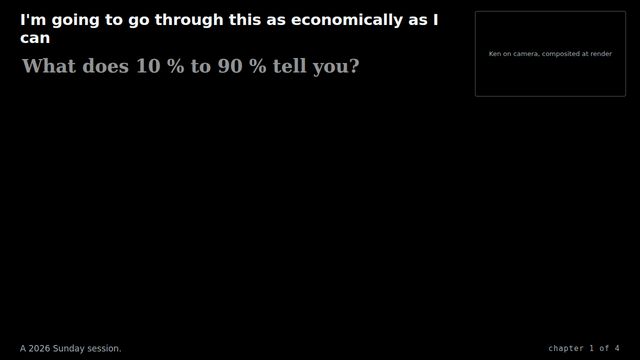 I'm going to go through this as economically as I
can
What does 10 % to 90 % tell you?
Ken on camera, composited at render
A 2026 Sunday session.
chapter 1 of 4